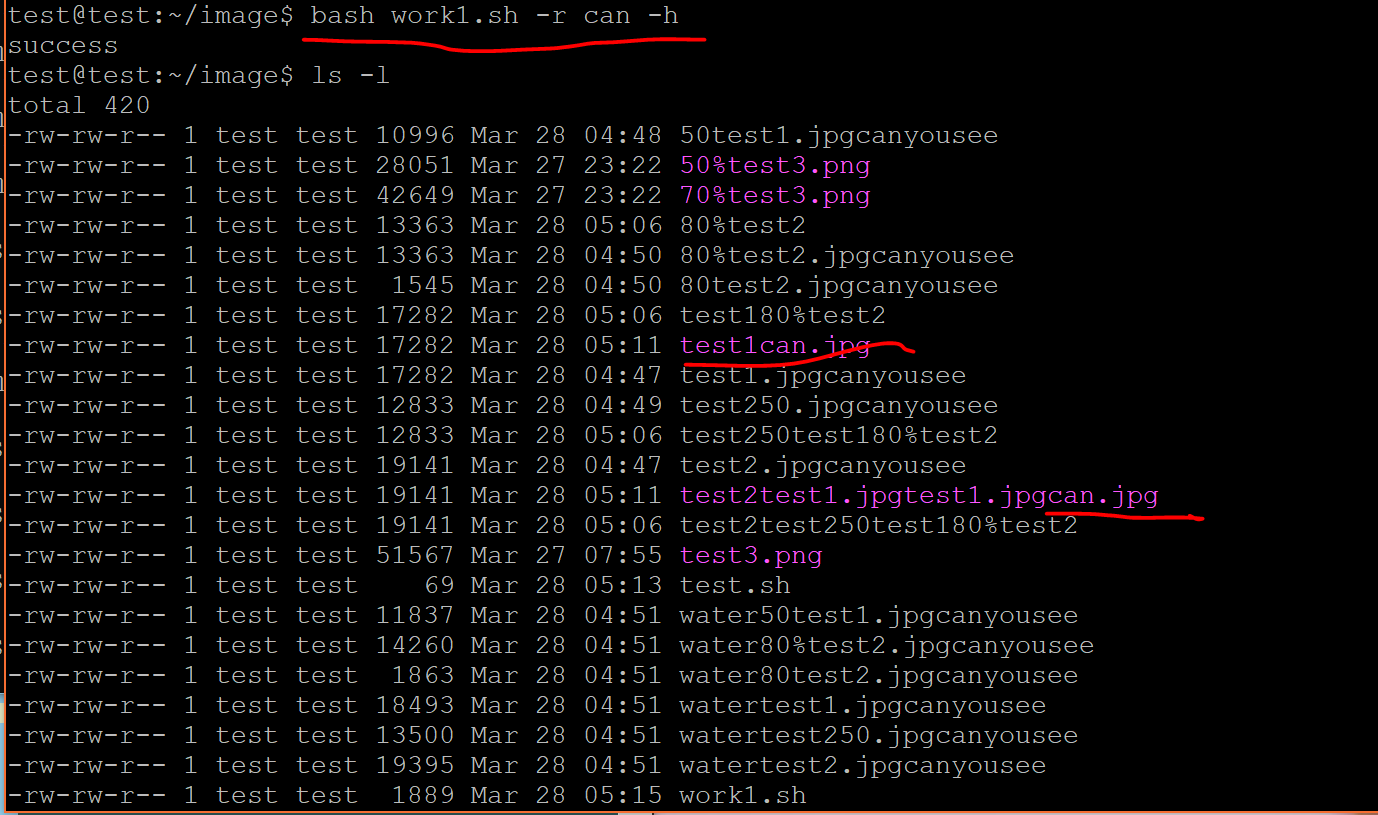 test@test:~/image$ bash work1.sh -r can -h
success
test@test:~/image$ ls -l
total 420
-rw-rw-r-- 1 test test 10996 Mar 28 04:48 50test1.jpgcanyousee
-rw-rw-r-- 1 test test 28051 Mar 27 23:22 50%test3.png
-rw-rw-r-- 1 test test 42649 Mar 27 23:22 70%test3.png
-rw-rw-r-- 1 test test 13363 Mar 28 05:06 80%test2
-rw-rw-r-- 1 test test 13363 Mar 28 04:50 80%test2.jpgcanyousee
-rw-rw-r-- 1 test test  1545 Mar 28 04:50 80test2.jpgcanyousee
-rw-rw-r-- 1 test test 17282 Mar 28 05:06 test180%test2
-rw-rw-r-- 1 test test 17282 Mar 28 05:11 test1can.jpg
-rw-rw-r-- 1 test test 17282 Mar 28 04:47 test1.jpgcanyousee
-rw-rw-r-- 1 test test 12833 Mar 28 04:49 test250.jpgcanyousee
-rw-rw-r-- 1 test test 12833 Mar 28 05:06 test250test180%test2
-rw-rw-r-- 1 test test 19141 Mar 28 04:47 test2.jpgcanyousee
-rw-rw-r-- 1 test test 19141 Mar 28 05:11 test2test1.jpgtest1.jpgcan.jpg
-rw-rw-r-- 1 test test 19141 Mar 28 05:06 test2test250test180%test2
-rw-rw-r-- 1 test test 51567 Mar 27 07:55 test3.png
-rw-rw-r-- 1 test test    69 Mar 28 05:13 test.sh
-rw-rw-r-- 1 test test 11837 Mar 28 04:51 water50test1.jpgcanyousee
-rw-rw-r-- 1 test test 14260 Mar 28 04:51 water80%test2.jpgcanyousee
-rw-rw-r-- 1 test test  1863 Mar 28 04:51 water80test2.jpgcanyousee
-rw-rw-r-- 1 test test 18493 Mar 28 04:51 watertest1.jpgcanyousee
-rw-rw-r-- 1 test test 13500 Mar 28 04:51 watertest250.jpgcanyousee
-rw-rw-r-- 1 test test 19395 Mar 28 04:51 watertest2.jpgcanyousee
-rw-rw-r-- 1 test test  1889 Mar 28 05:15 work1.sh